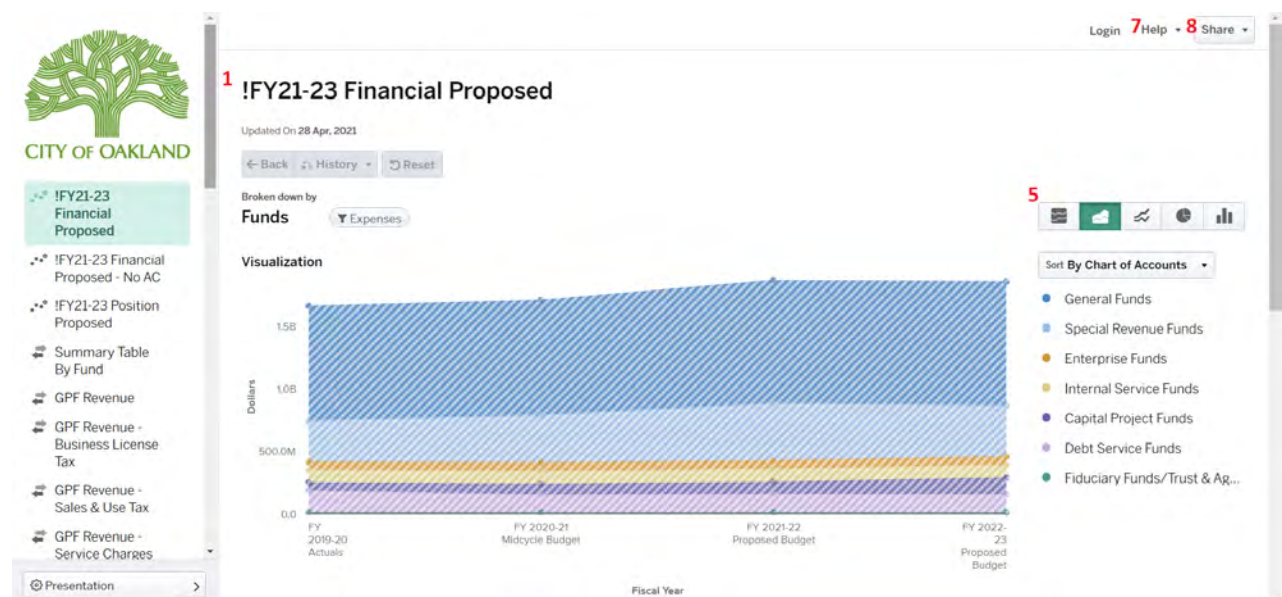 Login 7 Help 8 Share
1 !FY21-23 Financial Proposed
Updated On 28 Apr, 2021
CITY OF OAKLAND
Back History Reset
Broken down by
Funds Expenses
5
!FY21-23
Financial
Proposed
!FY21-23 Financial
Proposed - No AC
!FY21-23 Position
Proposed
Summary Table
By Fund
GPF Revenue
GPF Revenue -
Business License
Tax
GPF Revenue -
Sales & Use Tax
GPF Revenue -
Service Charges
Presentation
Visualization
Dollars
1.5B
1.0B
500.0M
0.0
FY
2019-20
Actuals
FY 2020-21
Midcycle Budget
FY 2021-22
Proposed Budget
FY 2022-
23
Proposed
Budget
Fiscal Year
Sort By Chart of Accounts
General Funds
Special Revenue Funds
Enterprise Funds
Internal Service Funds
Capital Project Funds
Debt Service Funds
Fiduciary Funds/Trust & Ag...